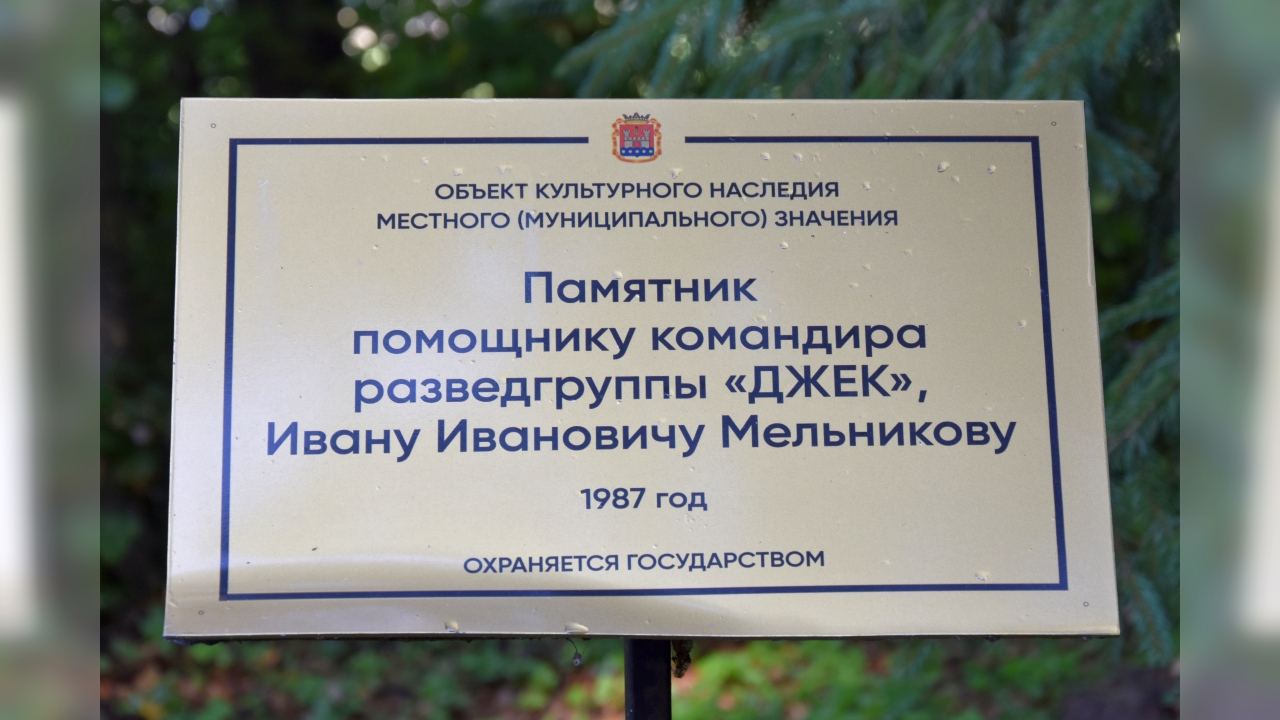 ОБЪЕКТ КУЛЬТУРНОГО НАСЛЕДИЯ
МЕСТНОГО (МУНИЦИПАЛЬНОГО) ЗНАЧЕНИЯ
Памятник
помощнику командира
разведгруппы «ДЖЕК»,
Ивану Ивановичу Мельникову
1987 год
ОХРАНЯЕТСЯ ГОСУДАРСТВОМ